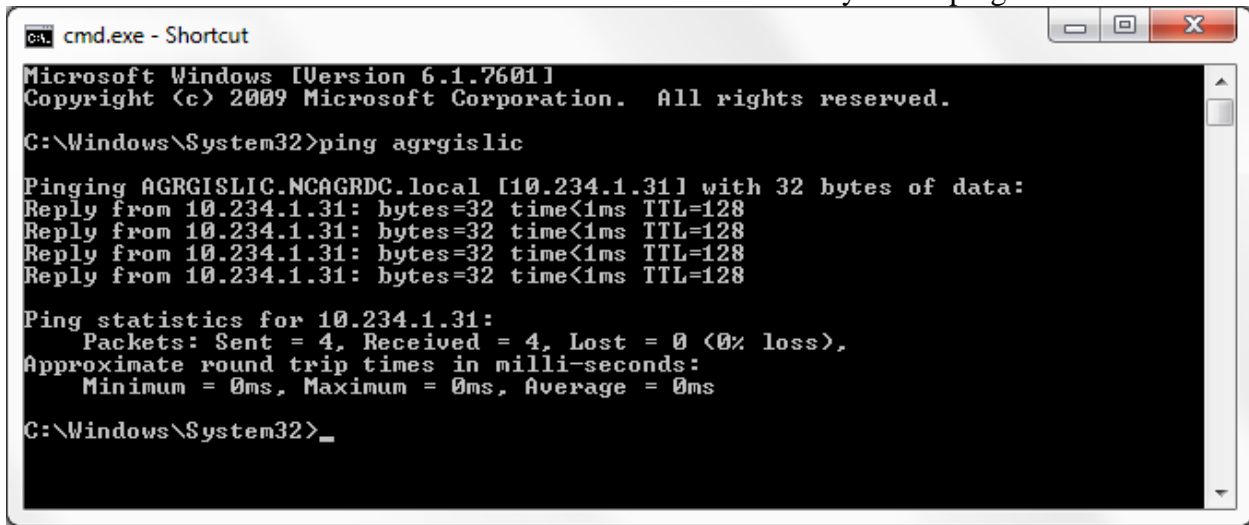 cmd.exe - Shortcut
Microsoft Windows [Version 6.1.7601]
Copyright (c) 2009 Microsoft Corporation.  All rights reserved.
C:\Windows\System32>ping agrgislic
Pinging AGRGISLIC.NCAGRDC.local [10.234.1.31] with 32 bytes of data:
Reply from 10.234.1.31: bytes=32 time<1ms TTL=128
Reply from 10.234.1.31: bytes=32 time<1ms TTL=128
Reply from 10.234.1.31: bytes=32 time<1ms TTL=128
Reply from 10.234.1.31: bytes=32 time<1ms TTL=128
Ping statistics for 10.234.1.31:
    Packets: Sent = 4, Received = 4, Lost = 0 (0% loss),
Approximate round trip times in milli-seconds:
    Minimum = 0ms, Maximum = 0ms, Average = 0ms
C:\Windows\System32>_